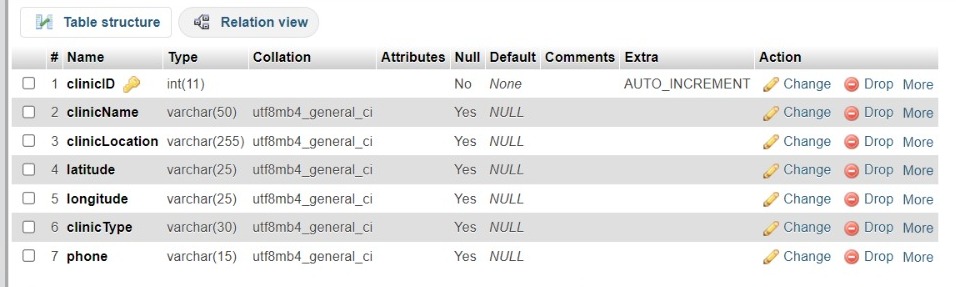 Table structure Relation view
# Name Type Collation Attributes Null Default Comments Extra Action
1 clinicID int(11) No None AUTO_INCREMENT Change Drop More
2 clinicName varchar(50) utf8mb4_general_ci Yes NULL Change Drop More
3 clinicLocation varchar(255) utf8mb4_general_ci Yes NULL Change Drop More
4 latitude varchar(25) utf8mb4_general_ci Yes NULL Change Drop More
5 longitude varchar(25) utf8mb4_general_ci Yes NULL Change Drop More
6 clinicType varchar(30) utf8mb4_general_ci Yes NULL Change Drop More
7 phone varchar(15) utf8mb4_general_ci Yes NULL Change Drop More